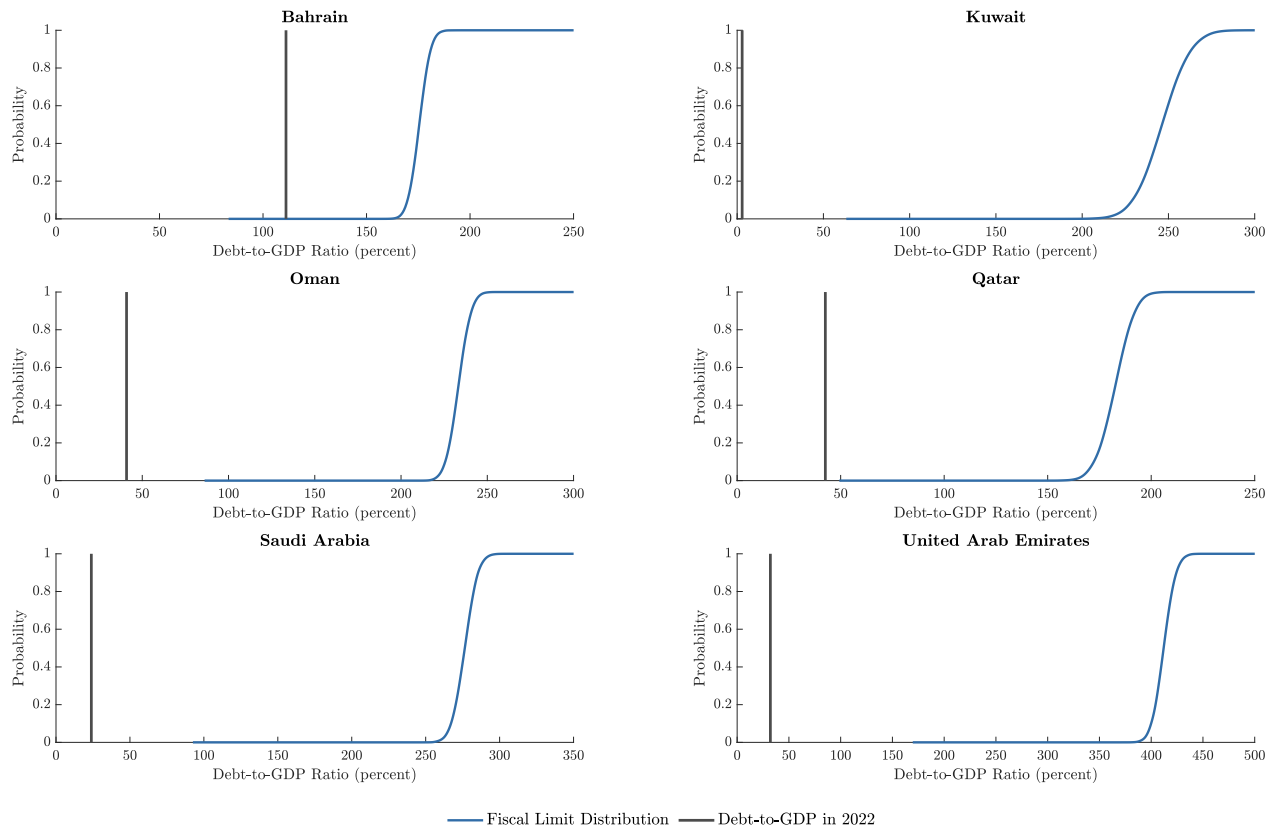 Bahrain
1
0.8
0.6
0.4
0.2
0
Probability
0 50 100 150 200 250
Debt-to-GDP Ratio (percent)
Kuwait
1
0.8
0.6
0.4
0.2
0
Probability
0 50 100 150 200 250 300
Debt-to-GDP Ratio (percent)
Oman
1
0.8
0.6
0.4
0.2
0
Probability
0 50 100 150 200 250 300
Debt-to-GDP Ratio (percent)
Qatar
1
0.8
0.6
0.4
0.2
0
Probability
0 50 100 150 200 250
Debt-to-GDP Ratio (percent)
Saudi Arabia
1
0.8
0.6
0.4
0.2
0
Probability
0 50 100 150 200 250 300 350
Debt-to-GDP Ratio (percent)
United Arab Emirates
1
0.8
0.6
0.4
0.2
0
Probability
0 50 100 150 200 250 300 350 400 450 500
Debt-to-GDP Ratio (percent)
Fiscal Limit Distribution Debt-to-GDP in 2022